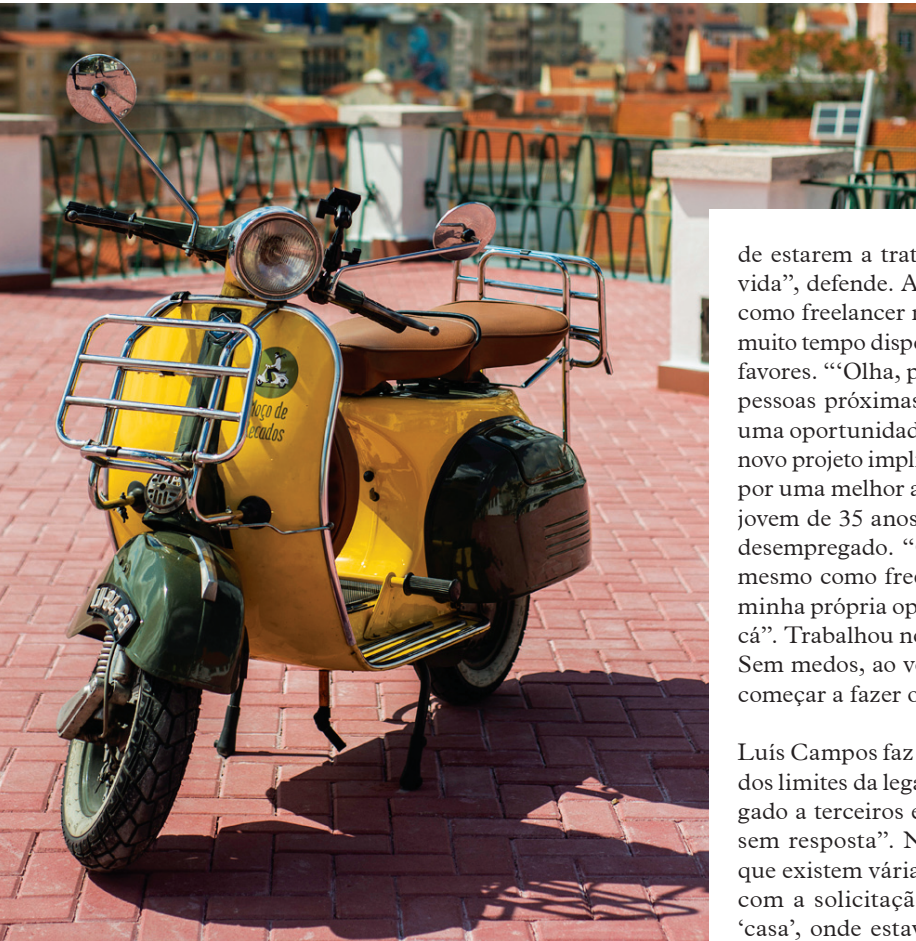 Moço de
Recados
de estarem a trat
vida”, defende. A
como freelancer
muito tempo disp
favores. “‘Olha, p
pessoas próximas
uma oportunidad
novo projeto impl
por uma melhor a
jovem de 35 anos
desempregado. “
mesmo como free
minha própria op
cá”. Trabalhou no
Sem medos, ao v
começar a fazer o
Luís Campos faz
dos limites da lega
gado a terceiros e
sem resposta”. N
que existem vária
com a solicitaçã
‘casa’, onde estav